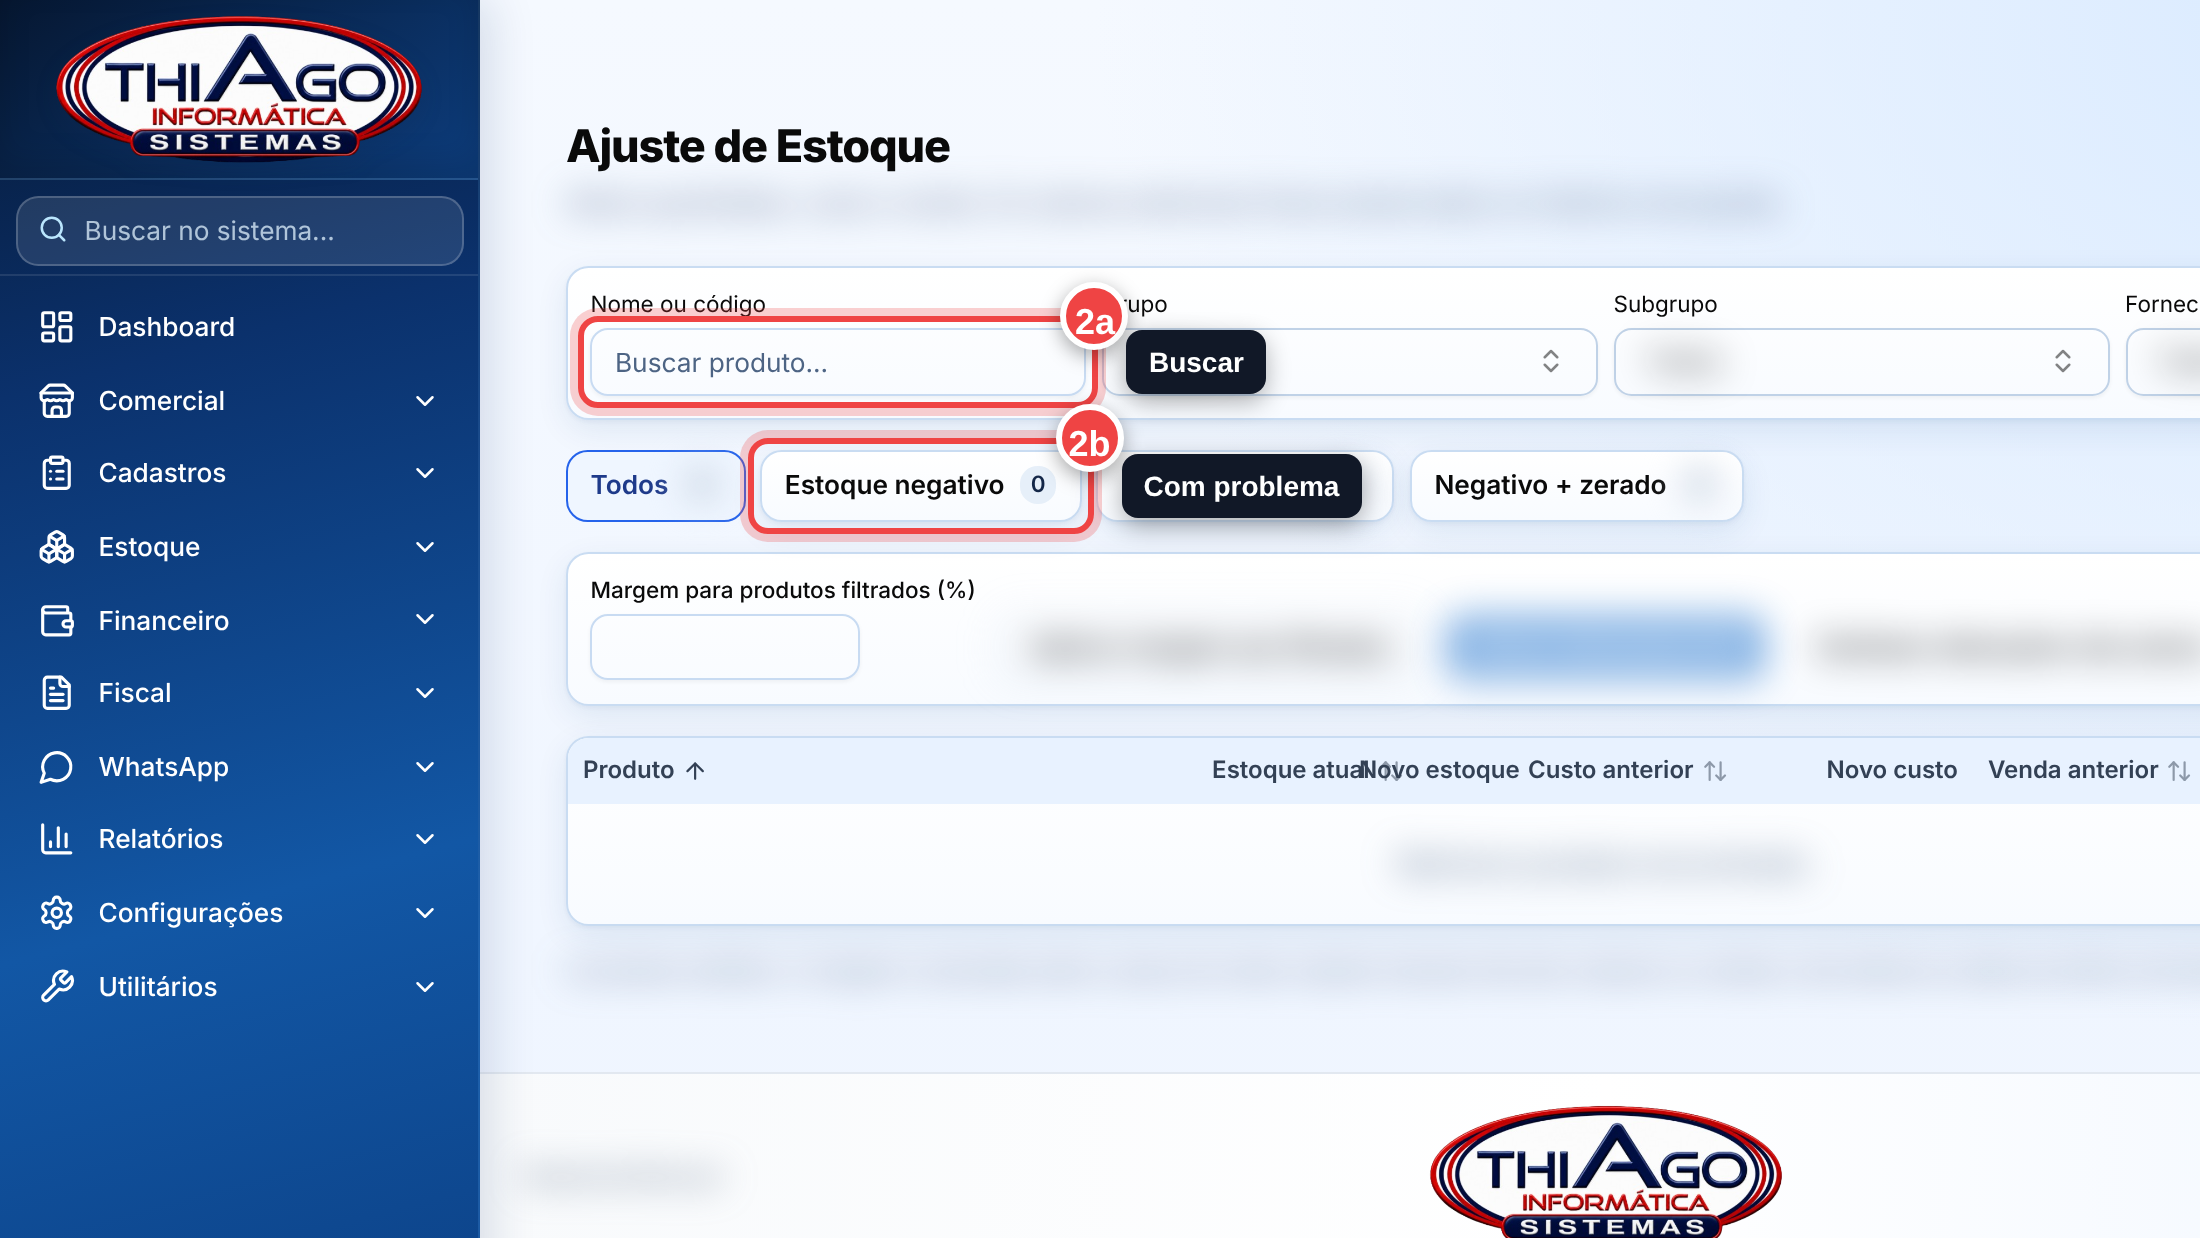 THIAGO
INFORMÁTICA
SISTEMAS
Buscar no sistema...
Dashboard
Comercial
Cadastros
Estoque
Financeiro
Fiscal
WhatsApp
Relatórios
Configurações
Utilitários
Ajuste de Estoque
Nome ou código
Buscar produto...
2a
Buscar
Subgrupo
Todos
Estoque negativo 0
2b
Com problema
Negativo + zerado
Margem para produtos filtrados (%)
Produto Estoque atual Novo estoque Custo anterior Novo custo Venda anterior
THIAGO
INFORMÁTICA
SISTEMAS